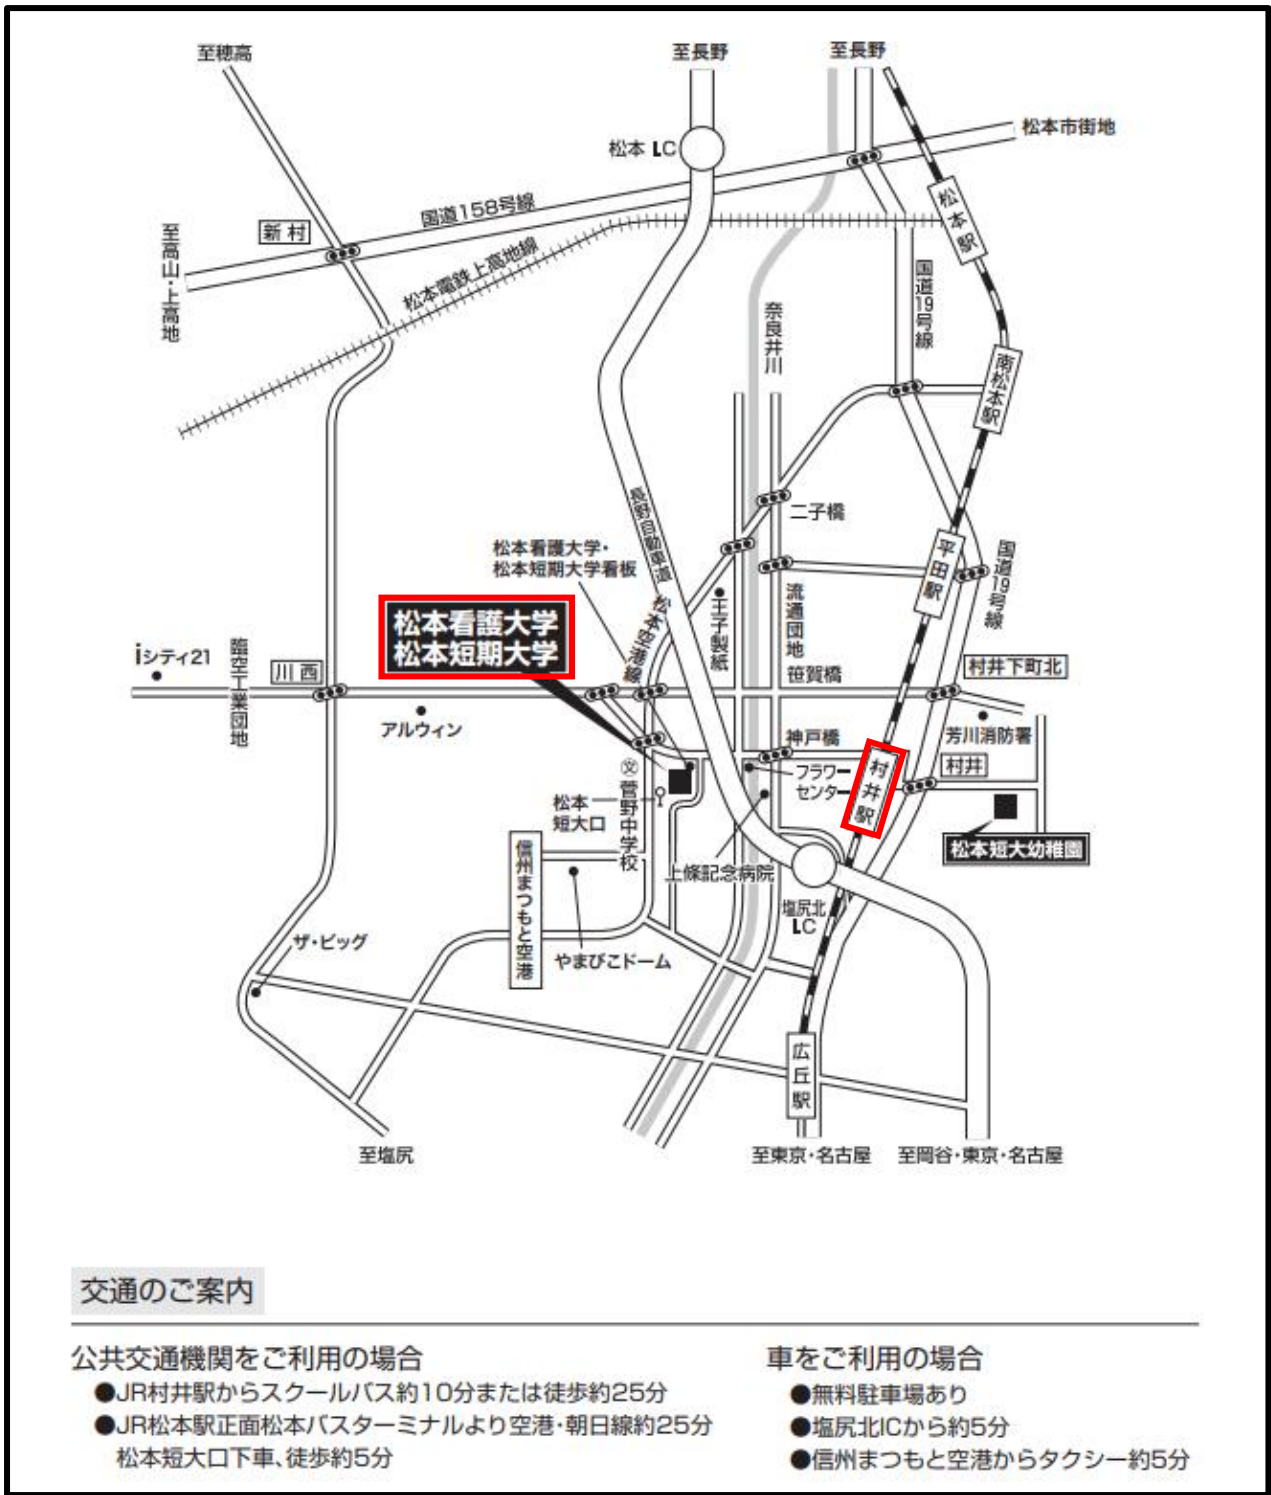 至穂高
至長野
至長野
松本 I.C
松本市街地
国道158号線
新村
至高山・上高地
松本電鉄上高地線
松本駅
国道19号線
奈良井川
南松本駅
長野自動車道
二子橋
松本看護大学・
松本短期大学看板
平田駅
国道19号線
松本看護大学
松本短期大学
松本空港線
王子製紙
流通団地
iシティ21
臨空工業団地
川西
笹賀橋
村井下町北
アルウィン
神戸橋
芳川消防署
村井
村井駅
フラワー
センター
文
菅野中学校
松本
短大口
松本短大幼稚園
信州まつもと空港
上條記念病院
塩尻北
I.C
ザ・ビッグ
やまびこドーム
広丘駅
至塩尻
至東京・名古屋
至岡谷・東京・名古屋
交通のご案内
公共交通機関をご利用の場合
●JR村井駅からスクールバス約10分または徒歩約25分
●JR松本駅正面松本バスターミナルより空港・朝日線約25分
松本短大口下車、徒歩約5分
車をご利用の場合
●無料駐車場あり
●塩尻北ICから約5分
●信州まつもと空港からタクシー約5分